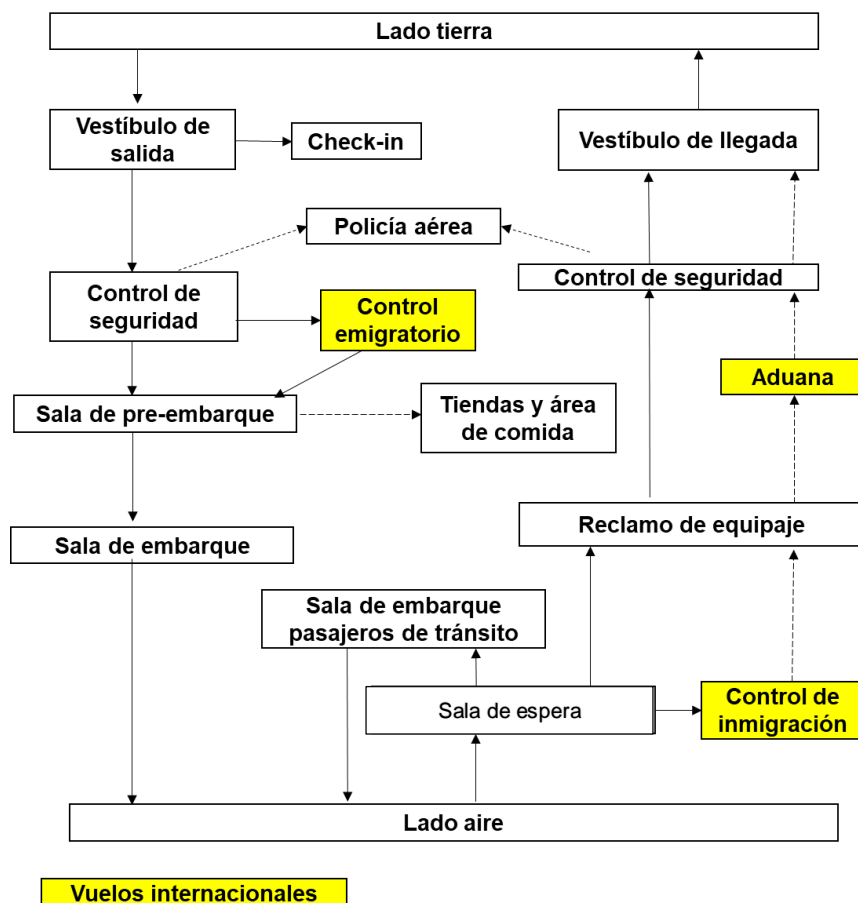 Lado tierra
Vestíbulo de
salida
Check-in
Vestíbulo de llegada
Policía aérea
Control de
seguridad
Control
emigratorio
Control de seguridad
Aduana
Sala de pre-embarque
Tiendas y área
de comida
Reclamo de equipaje
Sala de embarque
Sala de embarque
pasajeros de tránsito
Sala de espera
Control de
inmigración
Lado aire
Vuelos internacionales